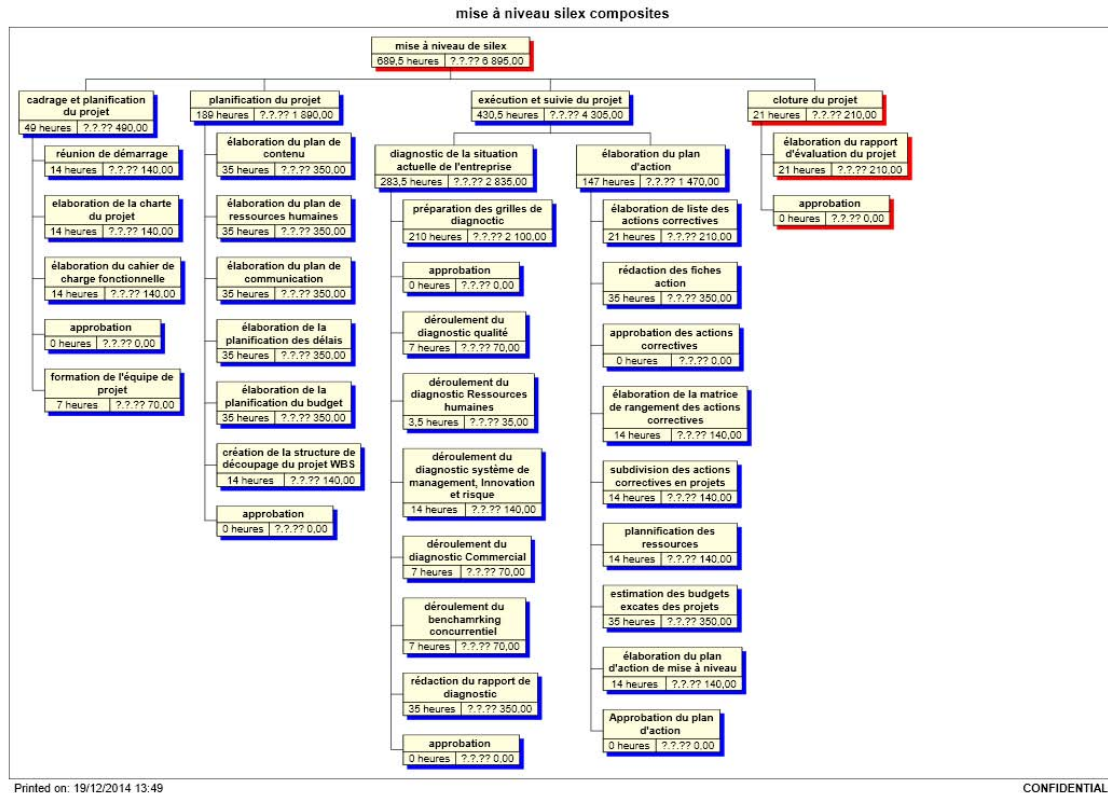 mise à niveau silex composites
mise à niveau de silex
689,5 heures ?.?.?? 6 895,00
cadrage et planification
du projet
49 heures ?.?.?? 490,00
réunion de démarrage
14 heures ?.?.?? 140,00
elaboration de la charte
du projet
14 heures ?.?.?? 140,00
élaboration du cahier de
charge fonctionnelle
14 heures ?.?.?? 140,00
approbation
0 heures ?.?.?? 0,00
formation de l'équipe de
projet
7 heures ?.?.?? 70,00
planification du projet
189 heures ?.?.?? 1 890,00
élaboration du plan de
contenu
35 heures ?.?.?? 350,00
élaboration du plan de
ressources humaines
35 heures ?.?.?? 350,00
élaboration du plan de
communication
35 heures ?.?.?? 350,00
élaboration de la
planification des délais
35 heures ?.?.?? 350,00
élaboration de la
planification du budget
35 heures ?.?.?? 350,00
création de la structure de
découpage du projet WBS
14 heures ?.?.?? 140,00
approbation
0 heures ?.?.?? 0,00
exécution et suivie du projet
430,5 heures ?.?.?? 4 305,00
diagnostic de la situation
actuelle de l'entreprise
283,5 heures ?.?.?? 2 835,00
préparation des grilles de
diagnoctic
210 heures ?.?.?? 2 100,00
approbation
0 heures ?.?.?? 0,00
déroulement du
diagnostic qualité
7 heures ?.?.?? 70,00
déroulement du
diagnostic Ressources
humaines
3,5 heures ?.?.?? 35,00
déroulement du
diagnostic système de
management, Innovation
et risque
14 heures ?.?.?? 140,00
déroulement du
diagnostic Commercial
7 heures ?.?.?? 70,00
déroulement du
benchamrking
concurrentiel
7 heures ?.?.?? 70,00
rédaction du rapport de
diagnostic
35 heures ?.?.?? 350,00
approbation
0 heures ?.?.?? 0,00
élaboration du plan
d'action
147 heures ?.?.?? 1 470,00
élaboration de liste des
actions correctives
21 heures ?.?.?? 210,00
rédaction des fiches
action
35 heures ?.?.?? 350,00
approbation des actions
correctives
0 heures ?.?.?? 0,00
élaboration de la matrice
de rangement des actions
correctives
14 heures ?.?.?? 140,00
subdivision des actions
correctives en projets
14 heures ?.?.?? 140,00
plannification des
ressources
14 heures ?.?.?? 140,00
estimation des budgets
excates des projets
35 heures ?.?.?? 350,00
élaboration du plan
d'action de mise à niveau
14 heures ?.?.?? 140,00
Approbation du plan
d'action
0 heures ?.?.?? 0,00
cloture du projet
21 heures ?.?.?? 210,00
élaboration du rapport
d'évaluation du projet
21 heures ?.?.?? 210,00
approbation
0 heures ?.?.?? 0,00
Printed on: 19/12/2014 13:49
CONFIDENTIAL